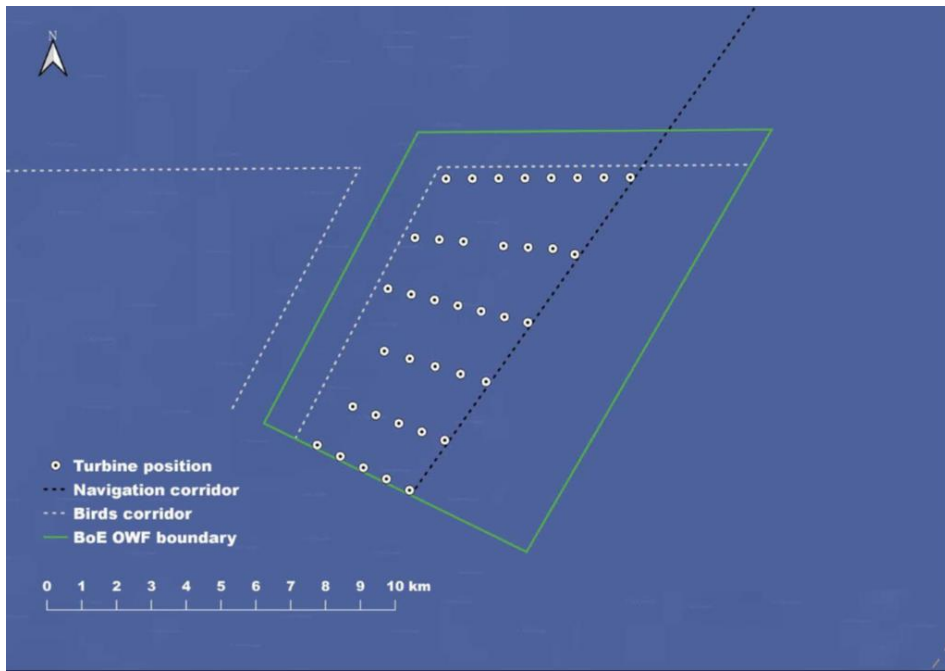 N
Turbine position
Navigation corridor
Birds corridor
BoE OWF boundary
0 1 2 3 4 5 6 7 8 9 10 km